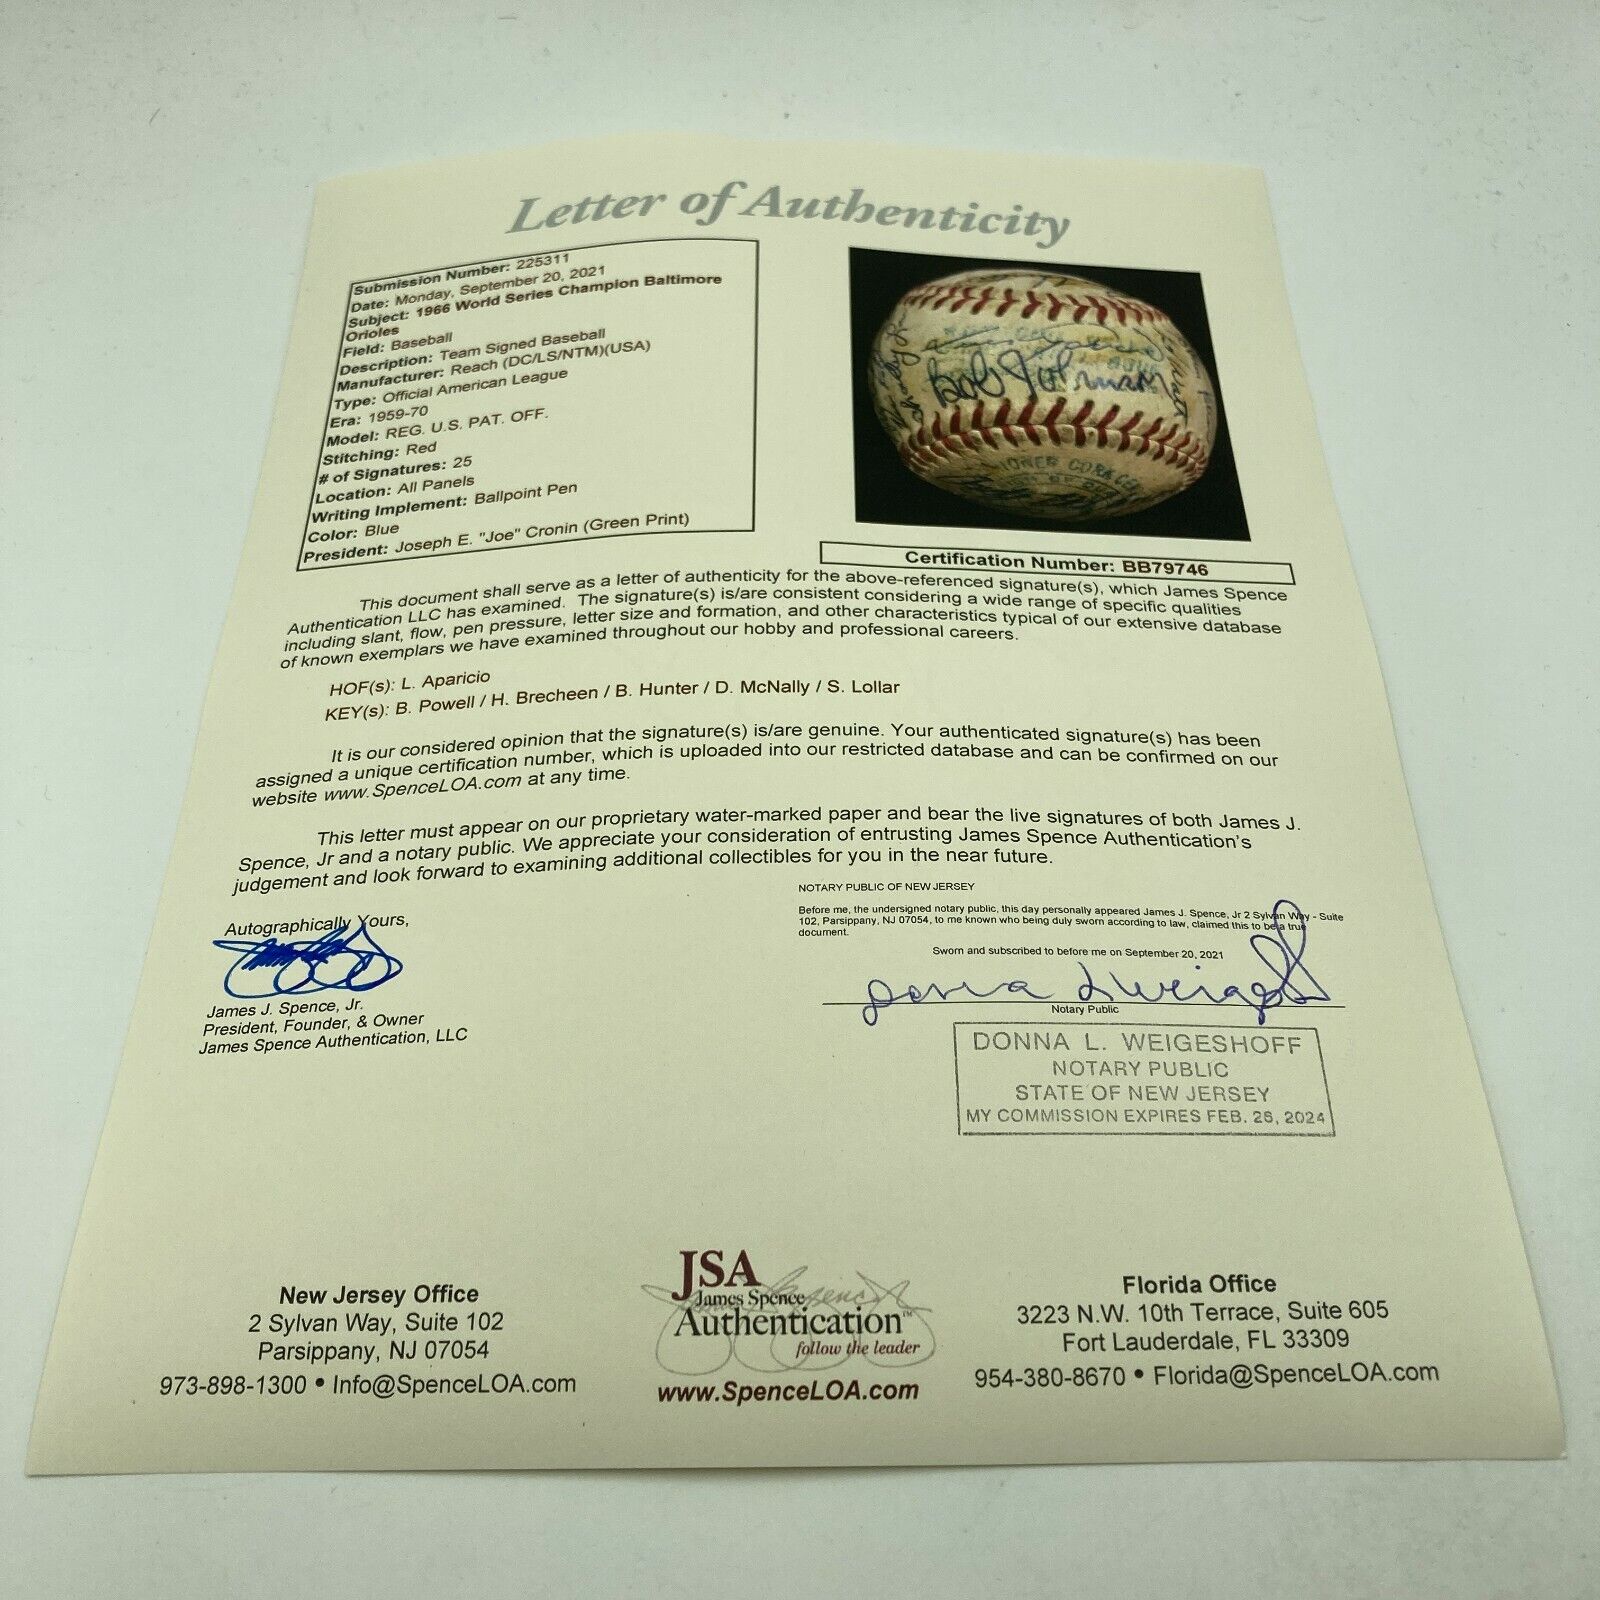 Letter of Authenticity
Submission Number: 225311
Date: Monday, September 20, 2021
Subject: 1966 World Series Champion Baltimore
Orioles
Field: Baseball
Description: Team Signed Baseball
Manufacturer: Reach (DC/LS/NTM)(USA)
Type: Official American League
Era: 1959-70
Model: REG. U.S. PAT. OFF.
Stitching: Red
# of Signatures: 25
Location: All Panels
Writing Implement: Ballpoint Pen
Color: Blue
President: Joseph E. "Joe" Cronin (Green Print)
Bob Johnson
Certification Number: BB79746
This document shall serve as a letter of authenticity for the above-referenced signature(s), which James Spence
Authentication LLC has examined. The signature(s) is/are consistent considering a wide range of specific qualities
including slant, flow, pen pressure, letter size and formation, and other characteristics typical of our extensive database
of known exemplars we have examined throughout our hobby and professional careers.
HOF(s): L. Aparicio
KEY(s): B. Powell / H. Brecheen / B. Hunter / D. McNally / S. Lollar
It is our considered opinion that the signature(s) is/are genuine. Your authenticated signature(s) has been
assigned a unique certification number, which is uploaded into our restricted database and can be confirmed on our
website www.SpenceLOA.com at any time.
This letter must appear on our proprietary water-marked paper and bear the live signatures of both James J.
Spence, Jr and a notary public. We appreciate your consideration of entrusting James Spence Authentication's
judgement and look forward to examining additional collectibles for you in the near future.
Autographically Yours,
James J. Spence, Jr.
President, Founder, & Owner
James Spence Authentication, LLC
NOTARY PUBLIC OF NEW JERSEY
Before me, the undersigned notary public, this day personally appeared James J. Spence, Jr 2 Sylvan Way - Suite
102, Parsippany, NJ 07054, to me known who being duly sworn according to law, claimed this to be a true
document.
Sworn and subscribed to before me on September 20, 2021
Donna L Weigeshoff
Notary Public
DONNA L. WEIGESHOFF
NOTARY PUBLIC
STATE OF NEW JERSEY
MY COMMISSION EXPIRES FEB. 26, 2024
New Jersey Office
2 Sylvan Way, Suite 102
Parsippany, NJ 07054
973-898-1300 • Info@SpenceLOA.com
JSA
James Spence
Authentication™
follow the leader
www.SpenceLOA.com
Florida Office
3223 N.W. 10th Terrace, Suite 605
Fort Lauderdale, FL 33309
954-380-8670 • Florida@SpenceLOA.com